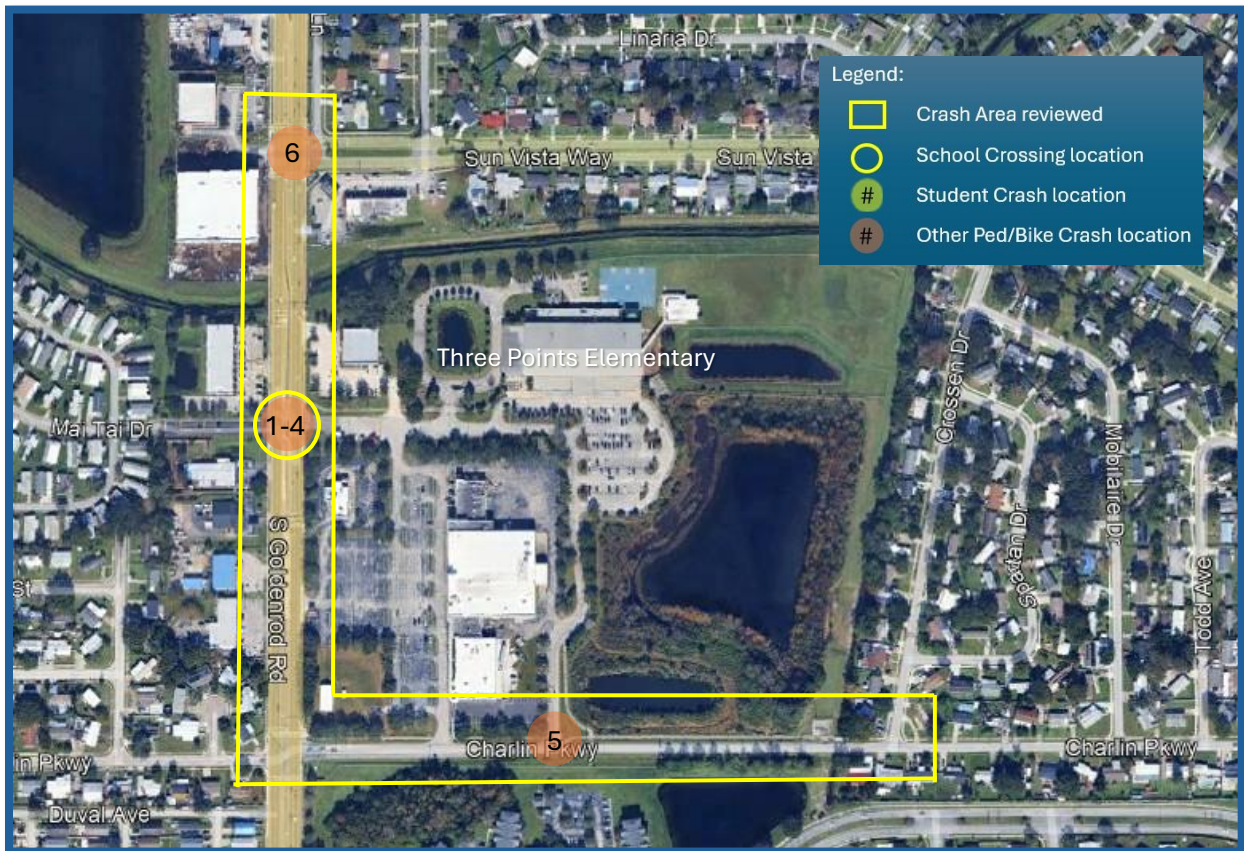 Linaria Dr
Legend:
Crash Area reviewed
School Crossing location
# Student Crash location
# Other Ped/Bike Crash location
6
Sun Vista Way
Sun Vista
Three Points Elementary
Crossen Dr
1-4
Mai Tai Dr
Mobilaire Dr
S Goldenrod Rd
Spartan Dr
St
Todd Ave
5
Charlin Pkwy
Charlin Pkwy
in Pkwy
Duval Ave